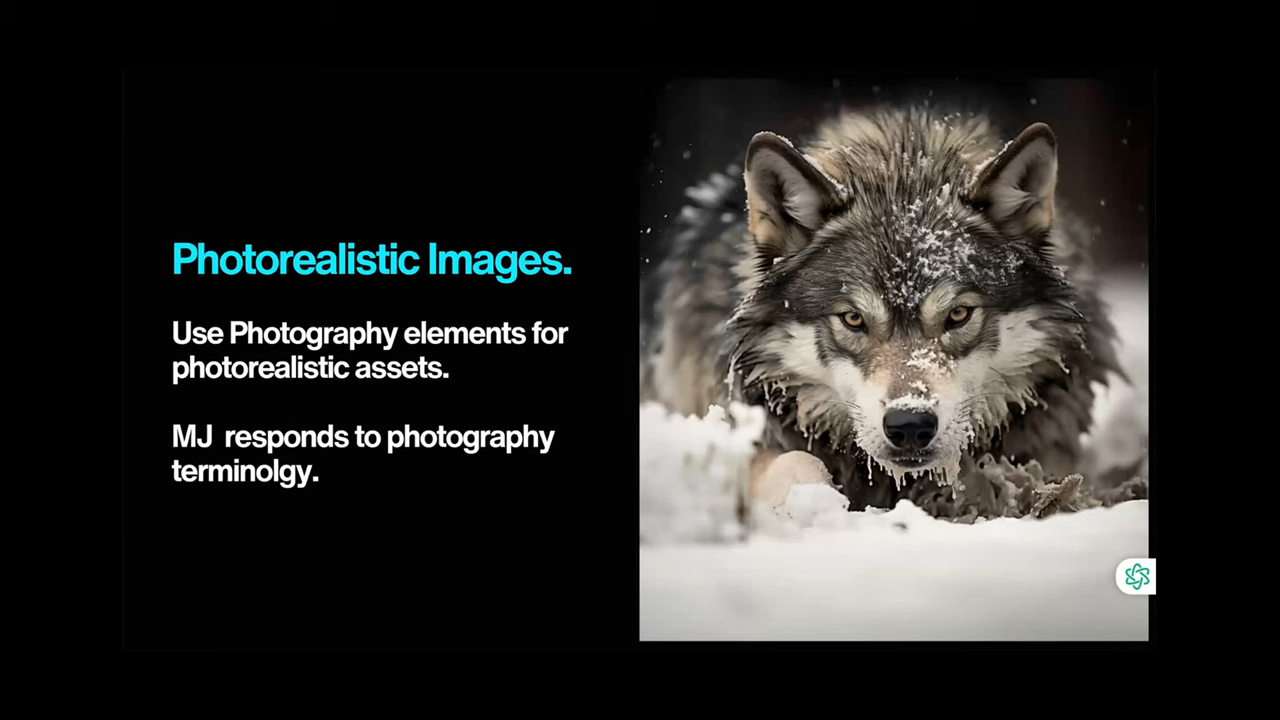 Photorealistic Images.
Use Photography elements for
photorealistic assets.
MJ  responds to photography
terminolgy.